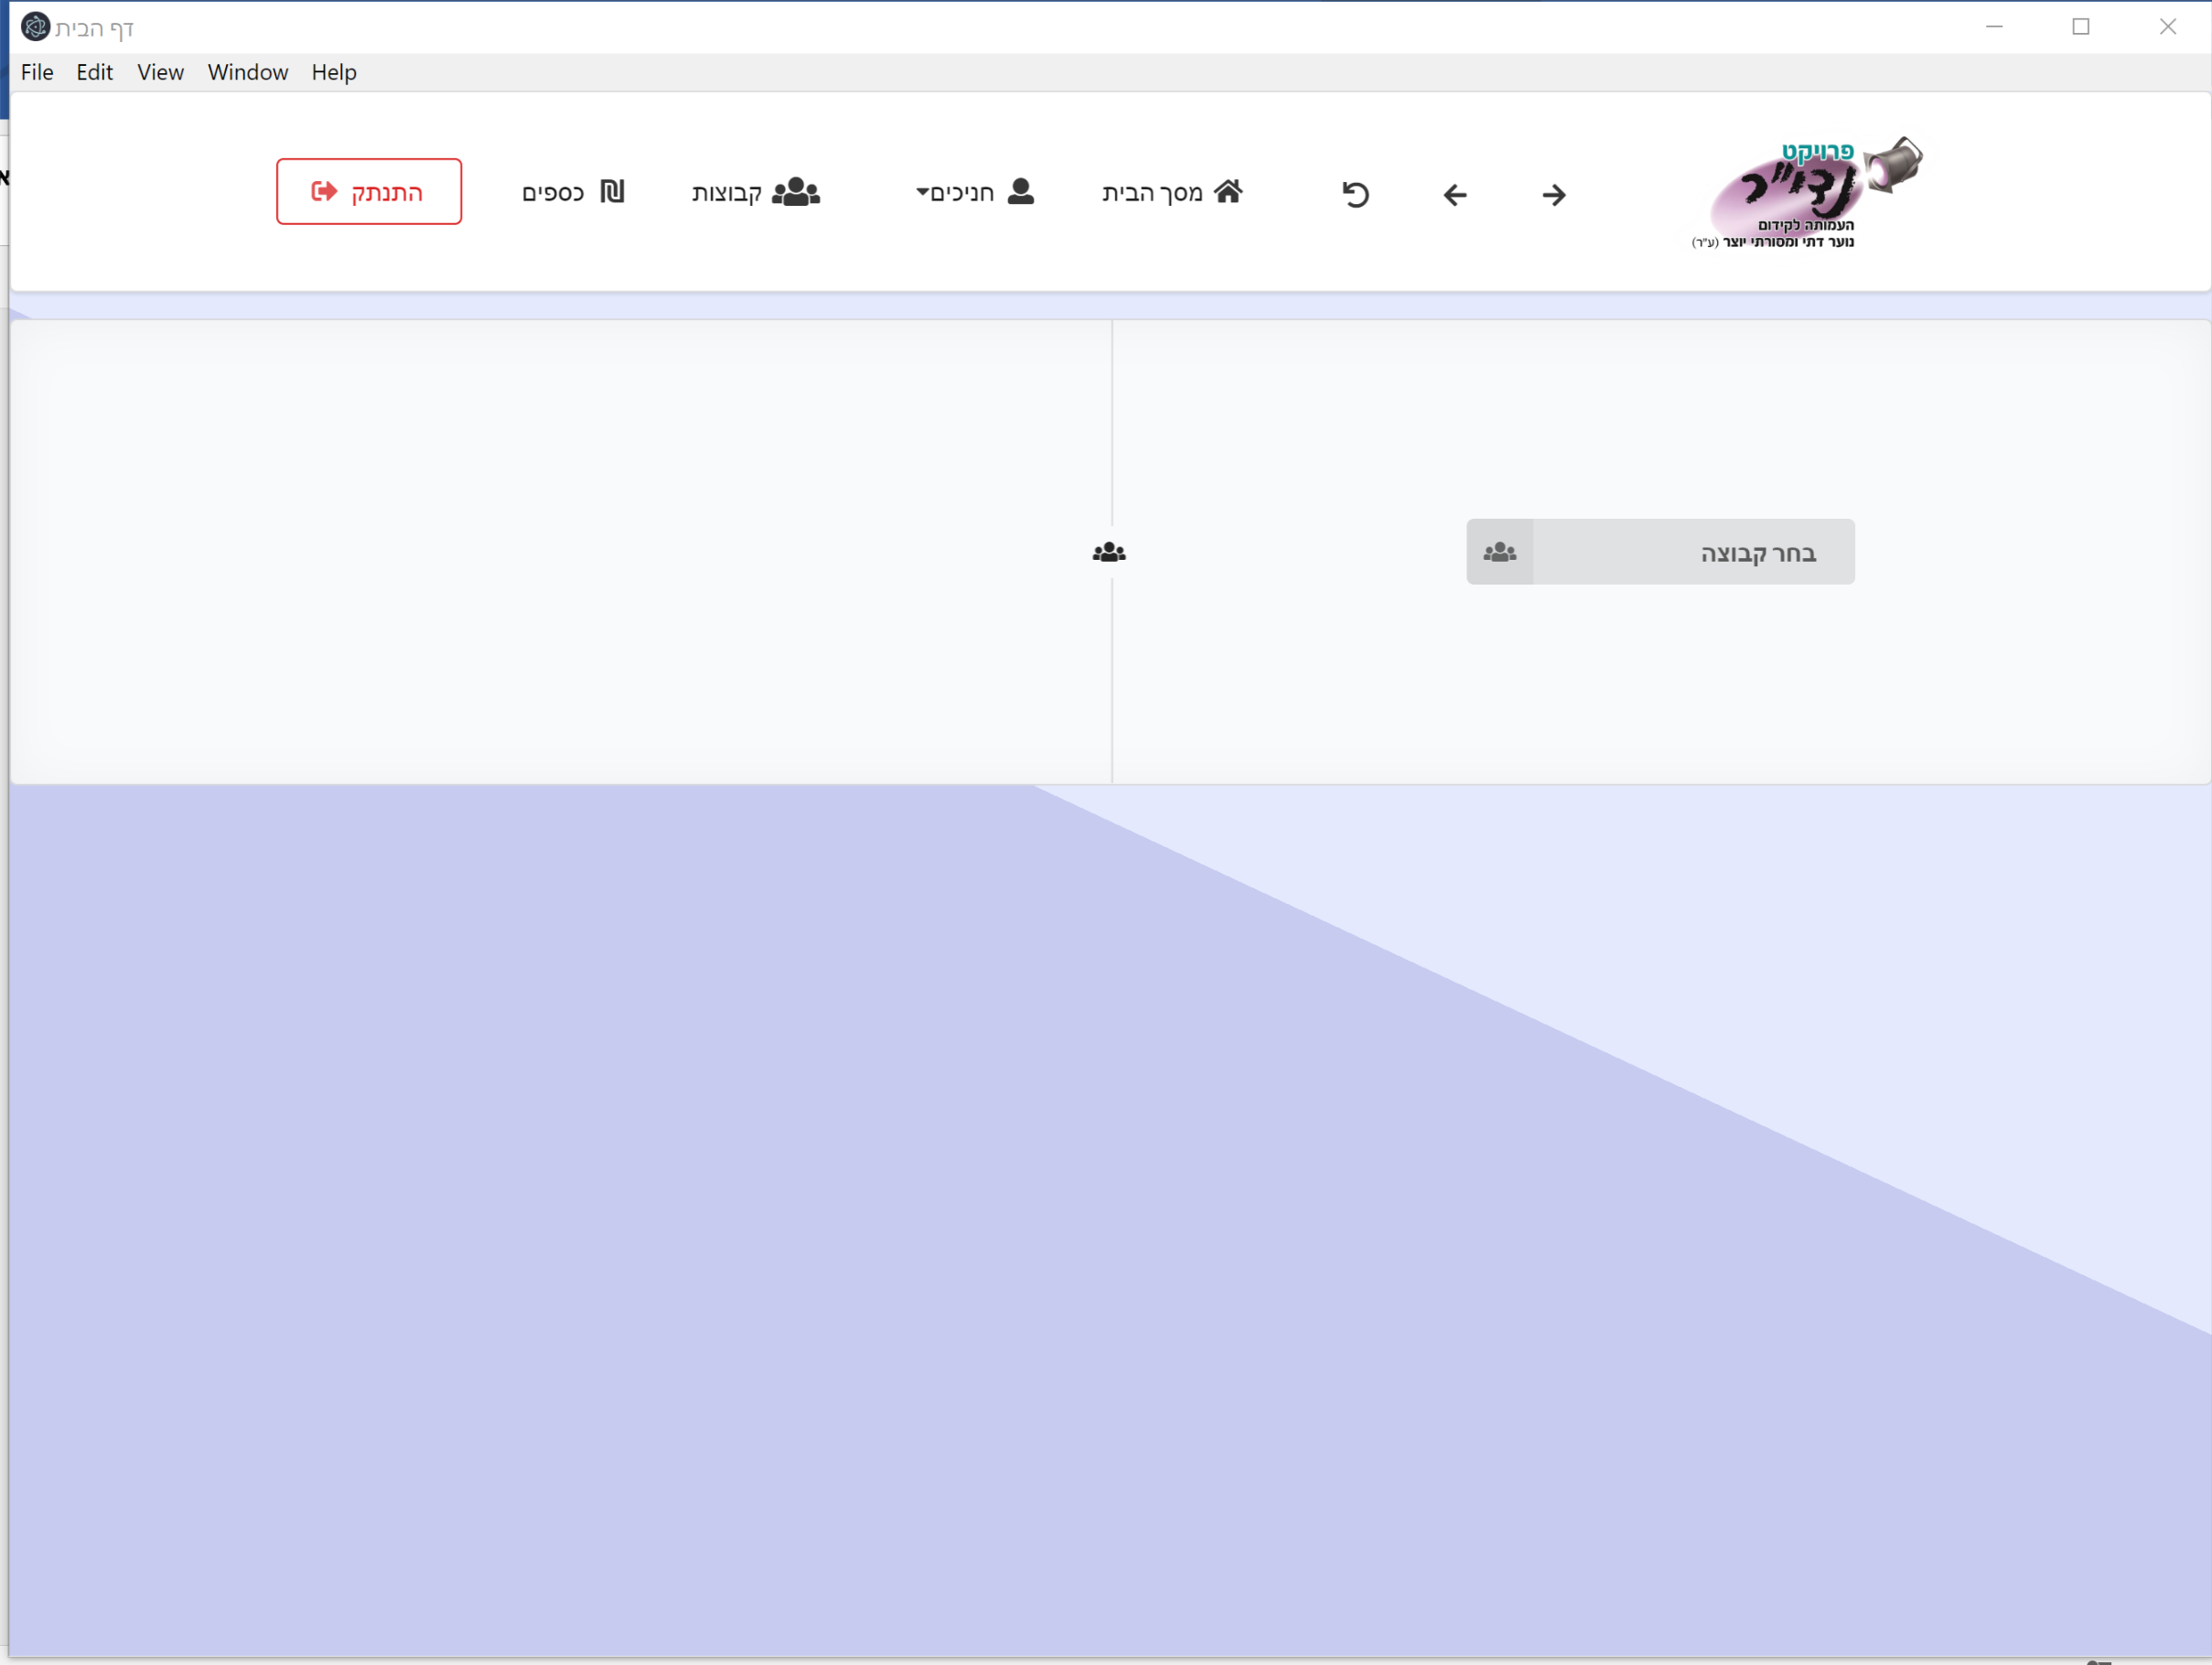 דף הבית
File Edit View Window Help
פרויקט
נדי"ר
העמותה לקידום
נוער דתי ומסורתי יוצר (ע"ר)
מסך הבית
חניכים
קבוצות
כספים
התנתק
בחר קבוצה
א